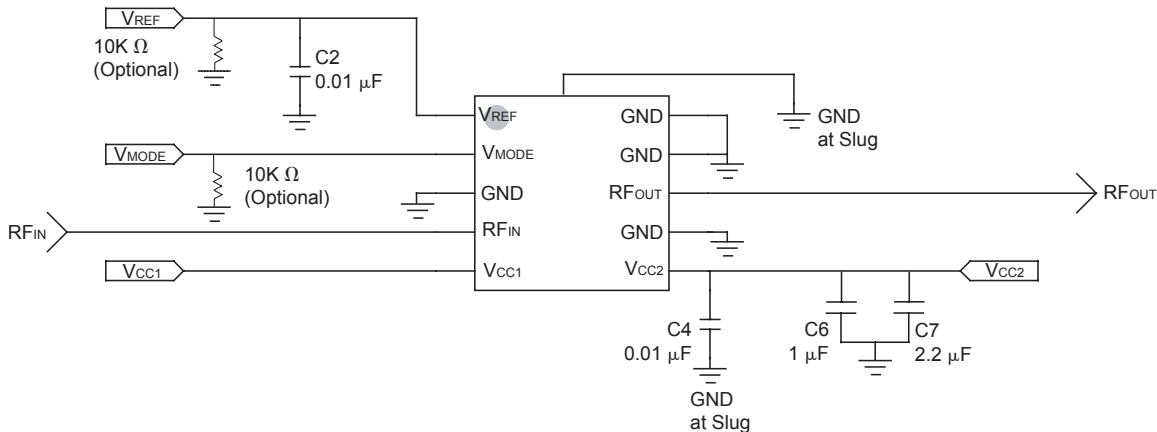 VREF
10K Ω
(Optional)
C2
0.01 μF
GND
at Slug
VREF
GND
VMODE
VMODE
GND
10K Ω
(Optional)
GND
RFOUT
RFOUT
RFIN
RFIN
GND
VCC1
VCC1
VCC2
VCC2
C4
0.01 μF
C6
1 μF
C7
2.2 μF
GND
at Slug